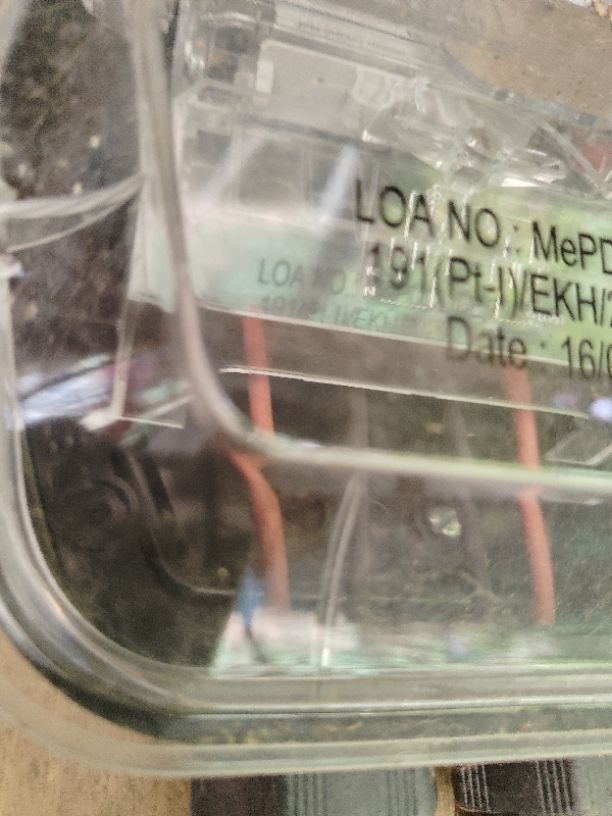 LOA NO.: MePD
191(Pt-I)/EKH/2
Date : 16/0